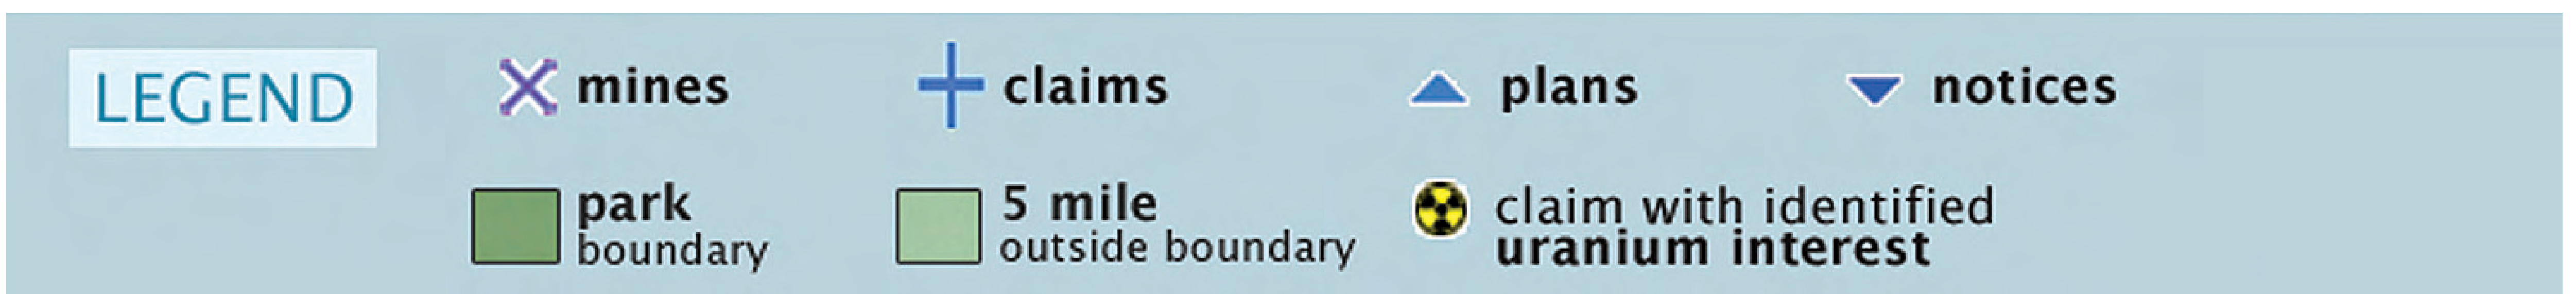 LEGEND
mines
claims
plans
notices
park
boundary
5 mile
outside boundary
claim with identified
uranium interest